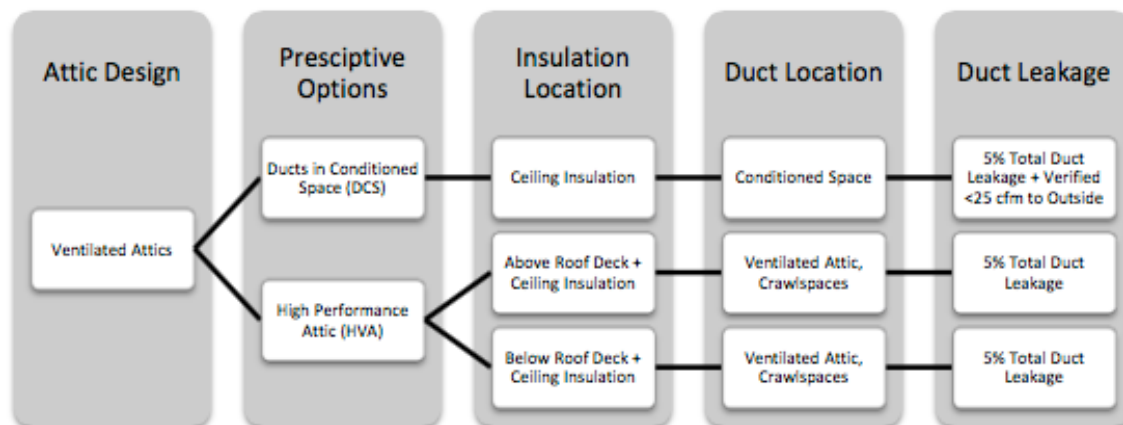 Attic Design
Presciptive
Options
Insulation
Location
Duct Location
Duct Leakage
Ventilated Attics
Ducts in Conditioned
Space (DCS)
Ceiling Insulation
Conditioned Space
5% Total Duct
Leakage + Verified
<25 cfm to Outside
High Performance
Attic (HVA)
Above Roof Deck +
Ceiling Insulation
Ventilated Attic,
Crawlspaces
5% Total Duct
Leakage
Below Roof Deck +
Ceiling Insulation
Ventilated Attic,
Crawlspaces
5% Total Duct
Leakage